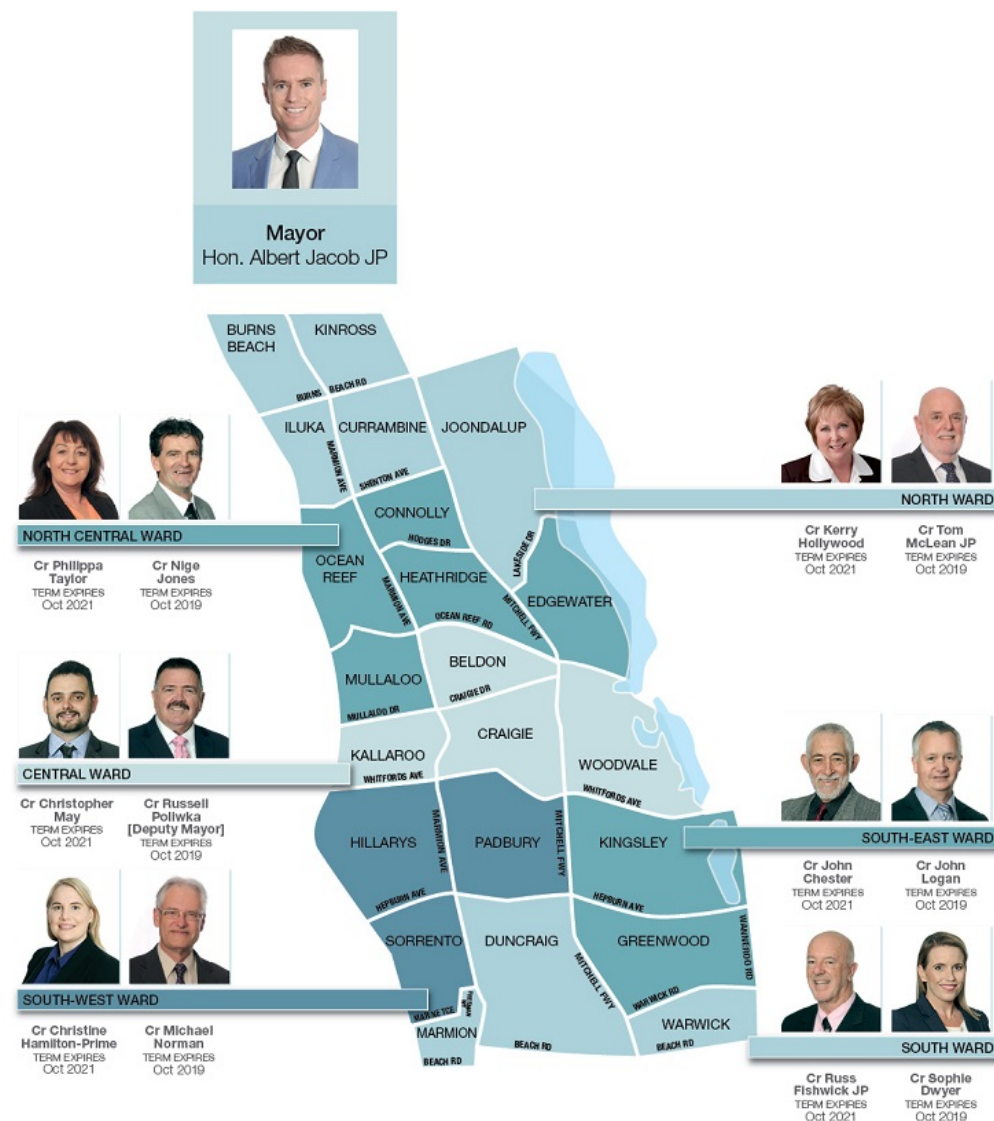 Mayor
Hon. Albert Jacob JP
BURNS
BEACH
KINROSS
BURNS BEACH RD
ILUKA
CURRAMBINE
JOONDALUP
MARMION AVE
SHENTON AVE
NORTH WARD
Cr Kerry
Hollywood
TERM EXPIRES
Oct 2021
Cr Tom
McLean JP
TERM EXPIRES
Oct 2019
NORTH CENTRAL WARD
Cr Philippa
Taylor
TERM EXPIRES
Oct 2021
Cr Nige
Jones
TERM EXPIRES
Oct 2019
CONNOLLY
HODGES DR
LAKESIDE DR
OCEAN
REEF
HEATHRIDGE
MARMION AVE
MITCHELL FWY
EDGEWATER
OCEAN REEF RD
BELDON
MULLALOO
CRAIGIE DR
MULLALOO DR
CRAIGIE
KALLAROO
WOODVALE
WHITFORDS AVE
WHITFORDS AVE
CENTRAL WARD
Cr Christopher
May
TERM EXPIRES
Oct 2021
Cr Russell
Poliwka
[Deputy Mayor]
TERM EXPIRES
Oct 2019
HILLARYS
MARMION AVE
PADBURY
MITCHELL FWY
KINGSLEY
SOUTH-EAST WARD
Cr John
Chester
TERM EXPIRES
Oct 2021
Cr John
Logan
TERM EXPIRES
Oct 2019
HEPBURN AVE
HEPBURN AVE
SORRENTO
DUNCRAIG
GREENWOOD
WANNEROO RD
MITCHELL FWY
WARWICK RD
SOUTH-WEST WARD
Cr Christine
Hamilton-Prime
TERM EXPIRES
Oct 2021
Cr Michael
Norman
TERM EXPIRES
Oct 2019
MARINE TCE
MARMION
WARWICK
BEACH RD
BEACH RD
BEACH RD
SOUTH WARD
Cr Russ
Fishwick JP
TERM EXPIRES
Oct 2021
Cr Sophie
Dwyer
TERM EXPIRES
Oct 2019